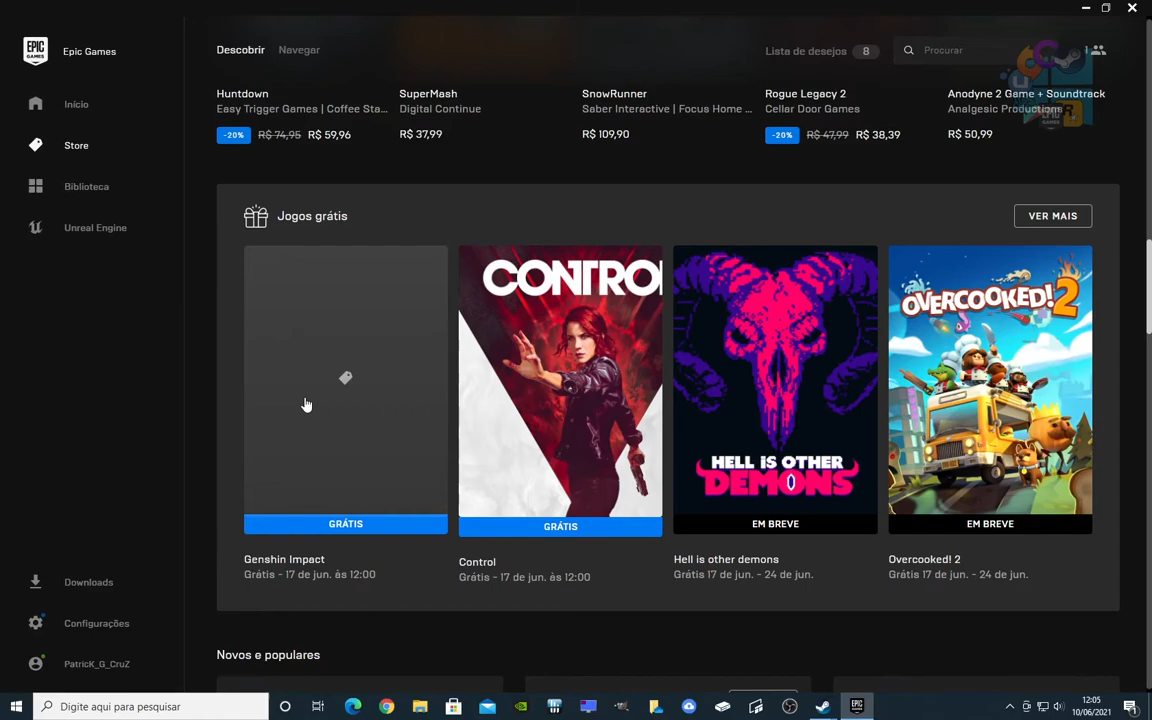 EPIC GAMES
Epic Games
Descobrir
Navegar
Lista de desejos 8
Procurar
1
Início
Store
Biblioteca
Unreal Engine
Huntdown
Easy Trigger Games | Coffee Sta...
-20% R$ 74,95 R$ 59,96
SuperMash
Digital Continue
R$ 37,99
SnowRunner
Saber Interactive | Focus Home ...
R$ 109,90
Rogue Legacy 2
Cellar Door Games
-20% R$ 47,99 R$ 38,39
Anodyne 2 Game + Soundtrack
Analgesic Productions
R$ 50,99
Jogos grátis
VER MAIS
GRÁTIS
Genshin Impact
Grátis - 17 de jun. às 12:00
CONTRO
GRÁTIS
Control
Grátis - 17 de jun. às 12:00
HELL IS OTHER
DEMONS
EM BREVE
Hell is other demons
Grátis 17 de jun. - 24 de jun.
OVERCOOKED! 2
EM BREVE
Overcooked! 2
Grátis 17 de jun. - 24 de jun.
Novos e populares
Downloads
Configurações
PatricK_G_CruZ
Digite aqui para pesquisar
12:05
10/06/2021